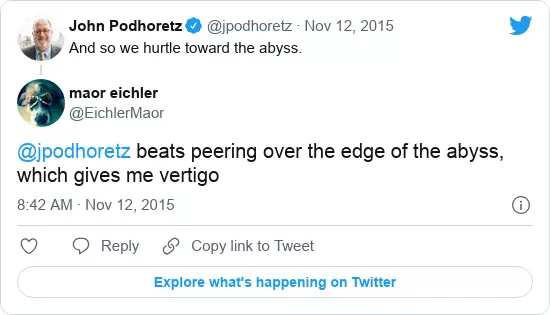 John Podhoretz @jpodhoretz · Nov 12, 2015
And so we hurtle toward the abyss.
maor eichler
@EichlerMaor
@jpodhoretz beats peering over the edge of the abyss,
which gives me vertigo
8:42 AM · Nov 12, 2015
Reply Copy link to Tweet
Explore what's happening on Twitter